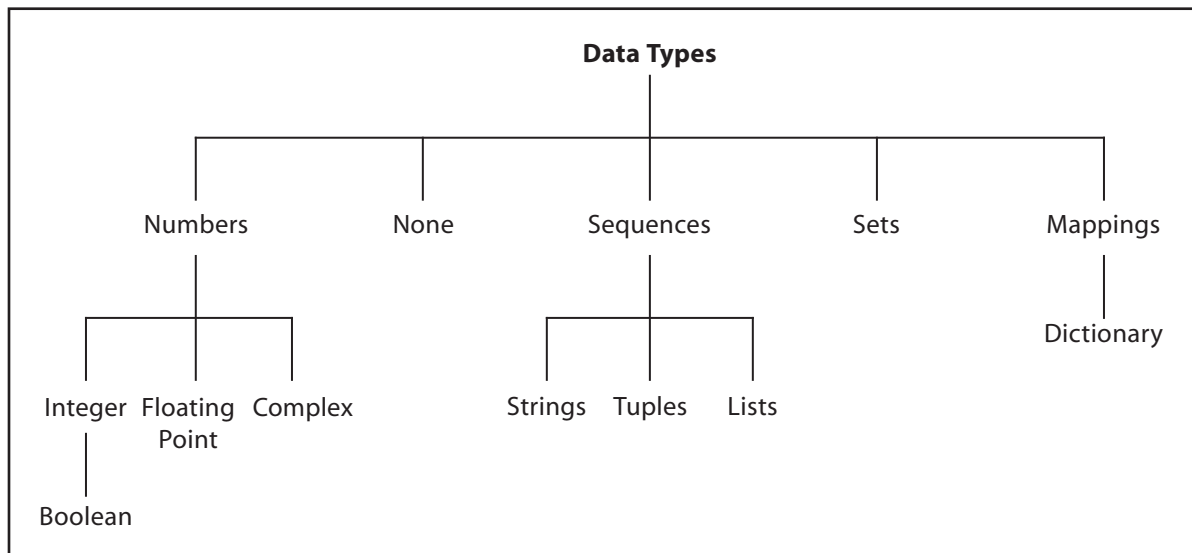 Data Types
Numbers None Sequences Sets Mappings
Dictionary
Integer Floating Point Complex Strings Tuples Lists
Boolean